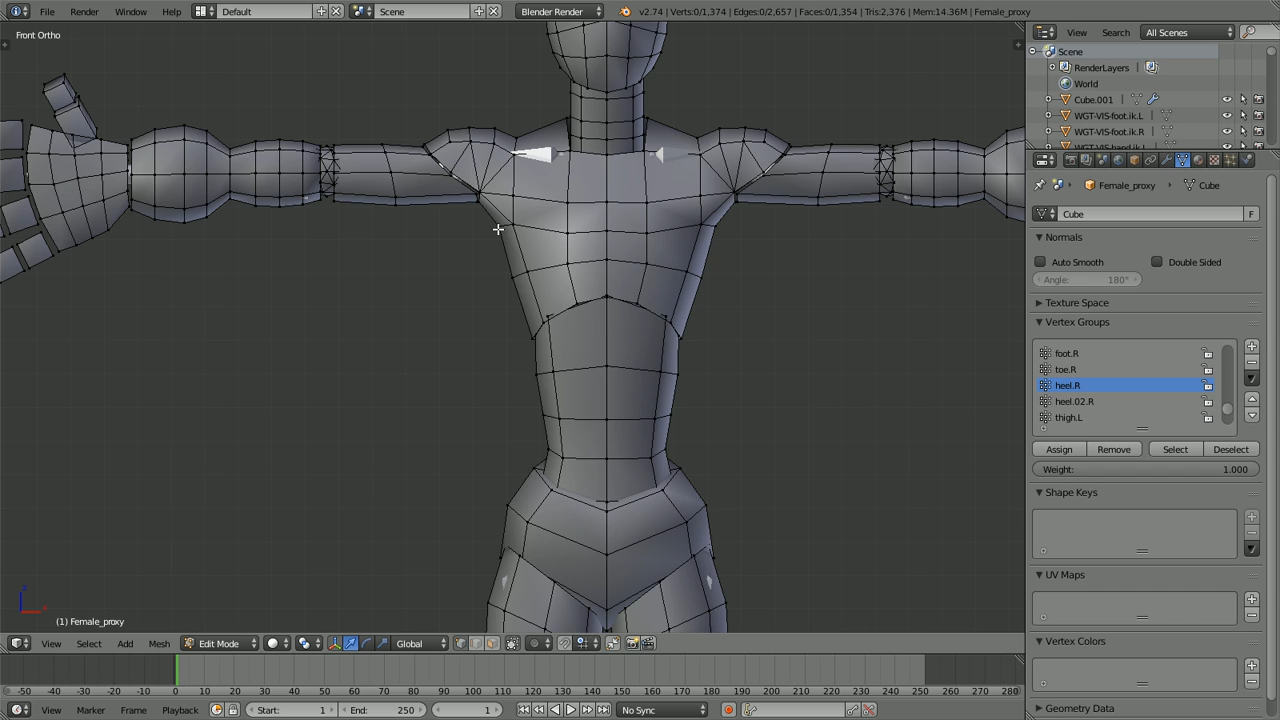 File Render Window Help Default Scene Blender Render v2.74 | Verts:0/1,374 | Edges:0/2,657 | Faces:0/1,354 | Tris:2,376 | Mem:14.36M | Female_proxy
Front Ortho
View Search All Scenes
Scene
RenderLayers
World
Cube.001
WGT-VIS-foot.ik.L
WGT-VIS-foot.ik.R
Female_proxy Cube
Cube F
Normals
Auto Smooth Double Sided
Angle: 180°
Texture Space
Vertex Groups
foot.R
toe.R
heel.R
heel.02.R
thigh.L
Assign Remove Select Deselect
Weight: 1.000
Shape Keys
UV Maps
Vertex Colors
Geometry Data
(1) Female_proxy
View Select Add Mesh Edit Mode Global
-50 -40 -30 -20 -10 0 10 20 30 40 50 60 70 80 90 100 110 120 130 140 150 160 170 180 190 200 210 220 230 240 250 260 270 280
View Marker Frame Playback Start: 1 End: 250 1 No Sync